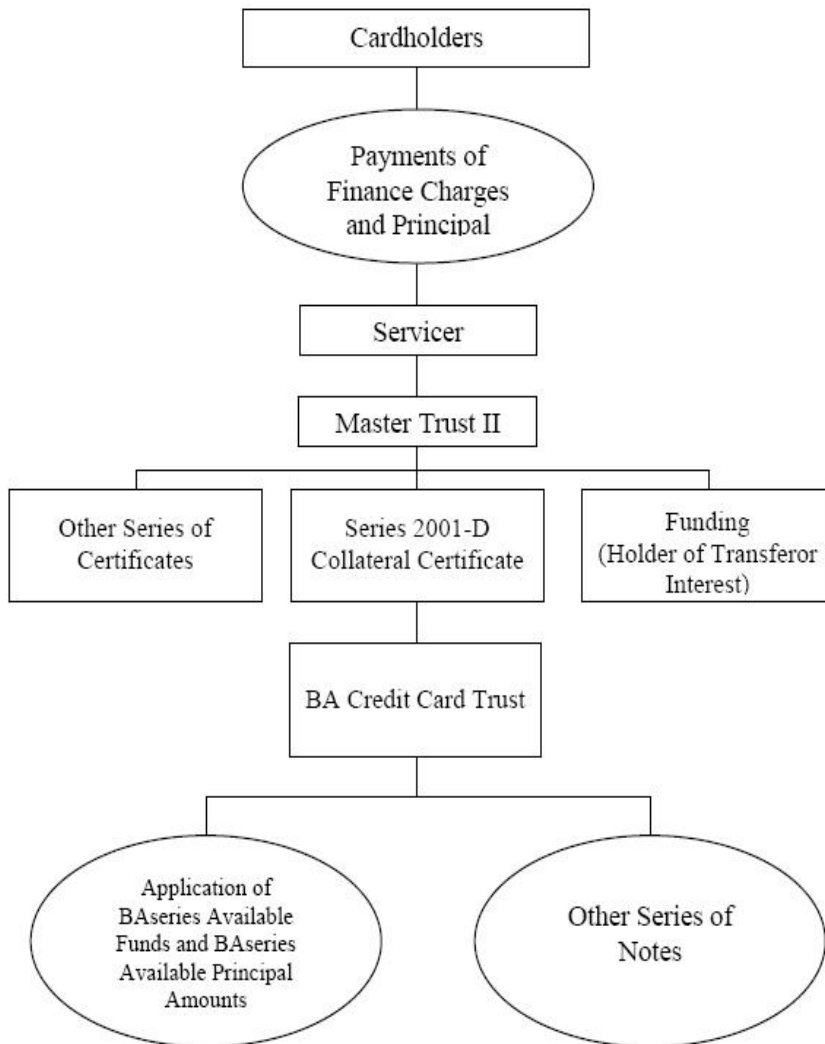 Cardholders
Payments of
Finance Charges
and Principal
Servicer
Master Trust II
Other Series of
Certificates
Series 2001-D
Collateral Certificate
Funding
(Holder of Transferor
Interest)
BA Credit Card Trust
Application of
BAseries Available
Funds and BAseries
Available Principal
Amounts
Other Series of
Notes